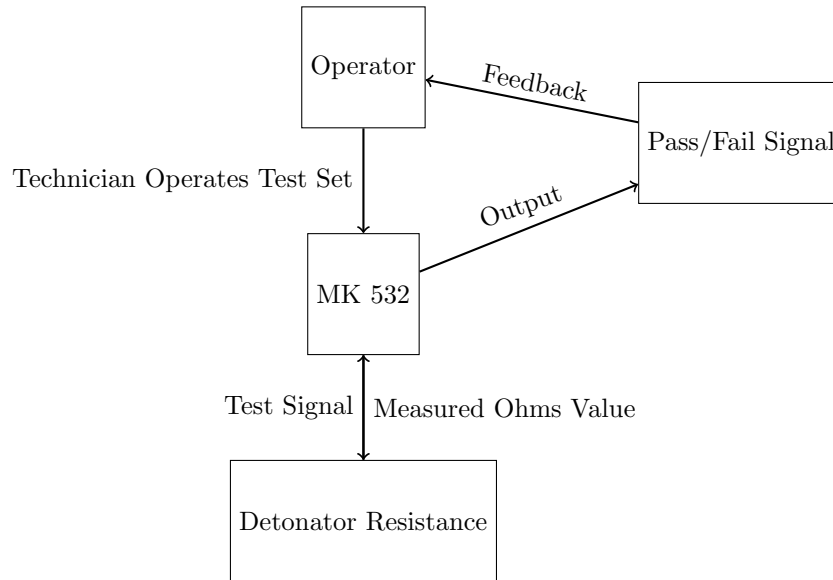 Operator
Feedback
Pass/Fail Signal
Technician Operates Test Set
Output
MK 532
Test Signal
Measured Ohms Value
Detonator Resistance